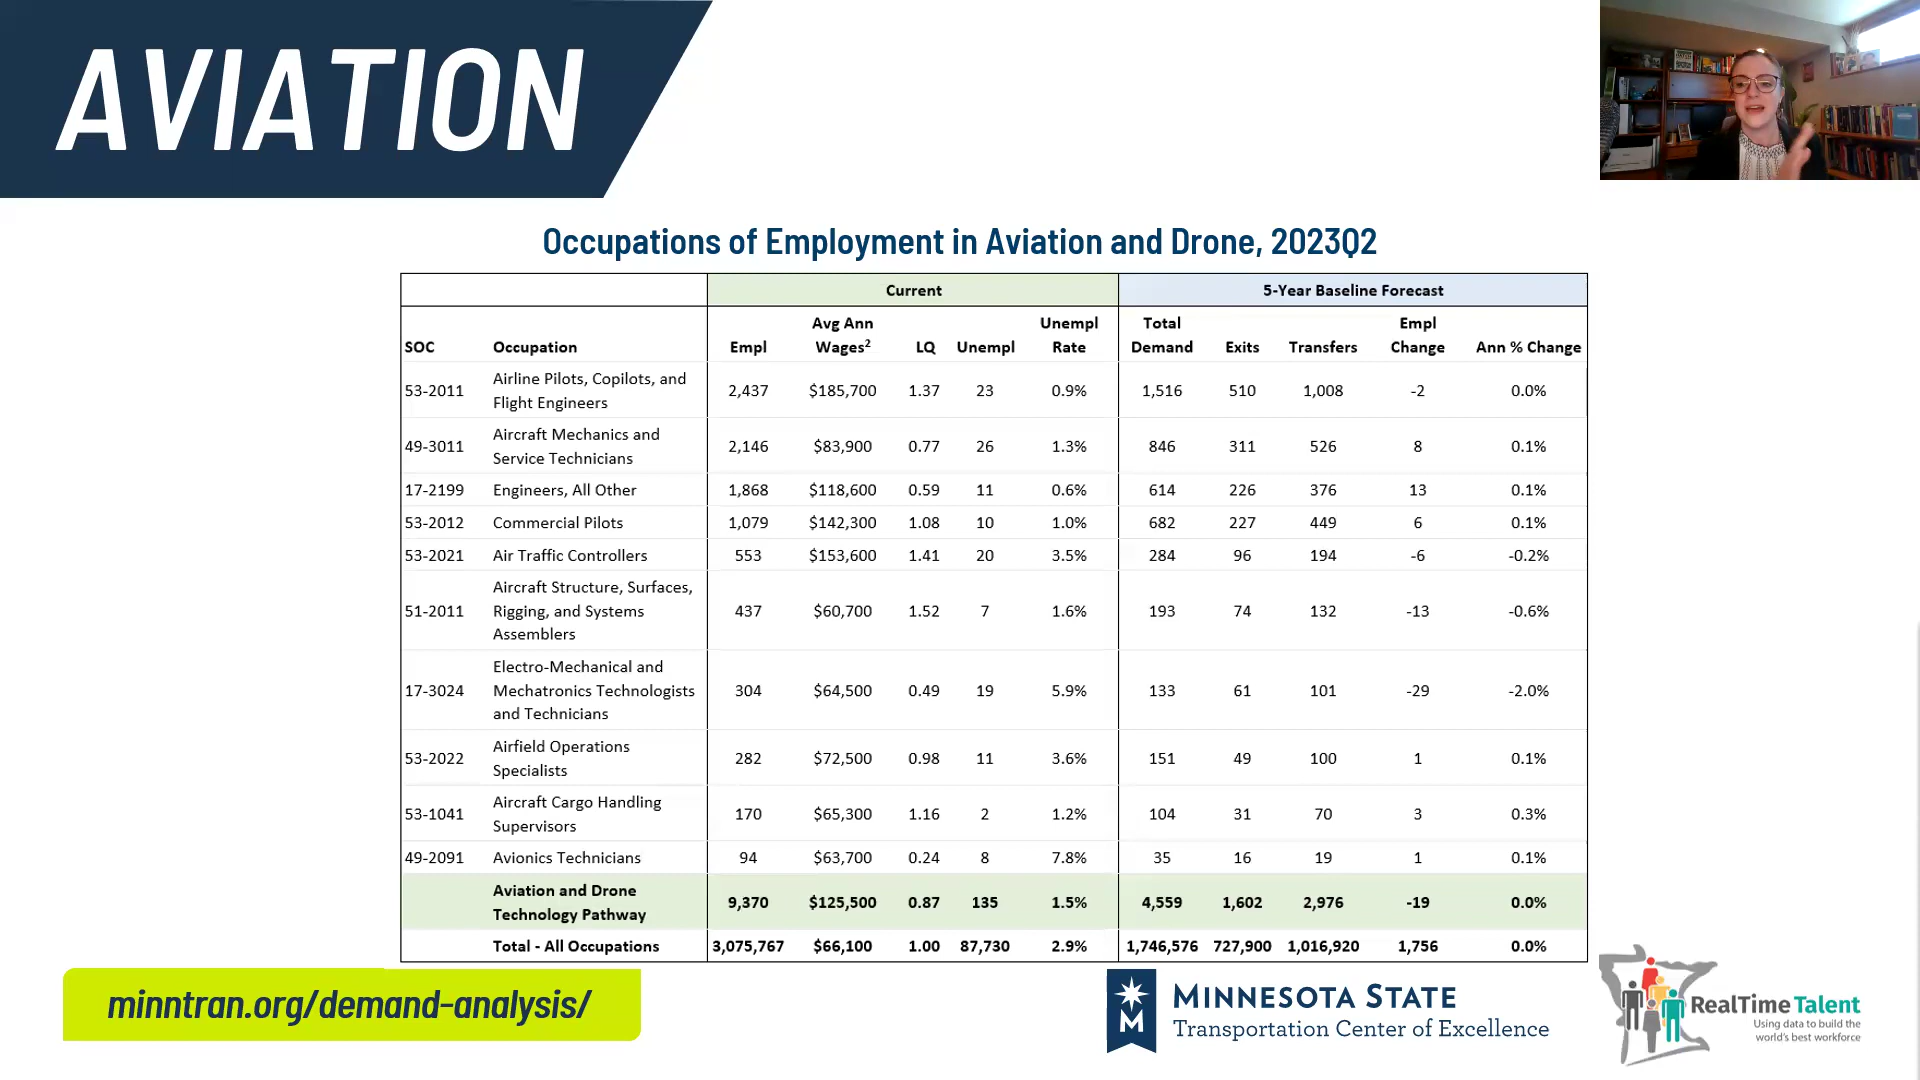 AVIATION
Occupations of Employment in Aviation and Drone, 2023Q2
Current 5-Year Baseline Forecast
SOC Occupation Empl Avg Ann Wages2 LQ Unempl Unempl Rate Total Demand Exits Transfers Empl Change Ann % Change
53-2011 Airline Pilots, Copilots, and Flight Engineers 2,437 $185,700 1.37 23 0.9% 1,516 510 1,008 -2 0.0%
49-3011 Aircraft Mechanics and Service Technicians 2,146 $83,900 0.77 26 1.3% 846 311 526 8 0.1%
17-2199 Engineers, All Other 1,868 $118,600 0.59 11 0.6% 614 226 376 13 0.1%
53-2012 Commercial Pilots 1,079 $142,300 1.08 10 1.0% 682 227 449 6 0.1%
53-2021 Air Traffic Controllers 553 $153,600 1.41 20 3.5% 284 96 194 -6 -0.2%
51-2011 Aircraft Structure, Surfaces, Rigging, and Systems Assemblers 437 $60,700 1.52 7 1.6% 193 74 132 -13 -0.6%
17-3024 Electro-Mechanical and Mechatronics Technologists and Technicians 304 $64,500 0.49 19 5.9% 133 61 101 -29 -2.0%
53-2022 Airfield Operations Specialists 282 $72,500 0.98 11 3.6% 151 49 100 1 0.1%
53-1041 Aircraft Cargo Handling Supervisors 170 $65,300 1.16 2 1.2% 104 31 70 3 0.3%
49-2091 Avionics Technicians 94 $63,700 0.24 8 7.8% 35 16 19 1 0.1%
Aviation and Drone Technology Pathway 9,370 $125,500 0.87 135 1.5% 4,559 1,602 2,976 -19 0.0%
Total - All Occupations 3,075,767 $66,100 1.00 87,730 2.9% 1,746,576 727,900 1,016,920 1,756 0.0%
minntran.org/demand-analysis/
M
MINNESOTA STATE
Transportation Center of Excellence
RealTime Talent
Using data to build the
world's best workforce